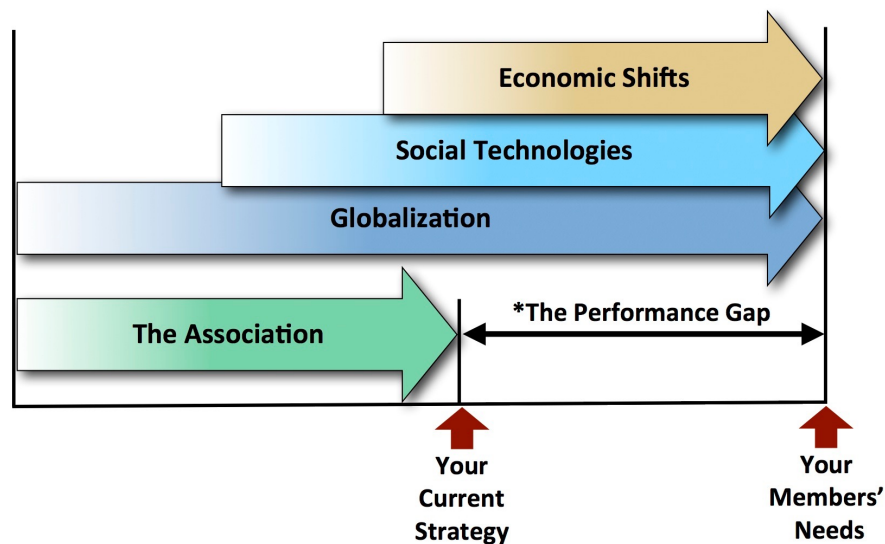 Economic Shifts
Social Technologies
Globalization
The Association
*The Performance Gap
Your
Current
Strategy
Your
Members’
Needs